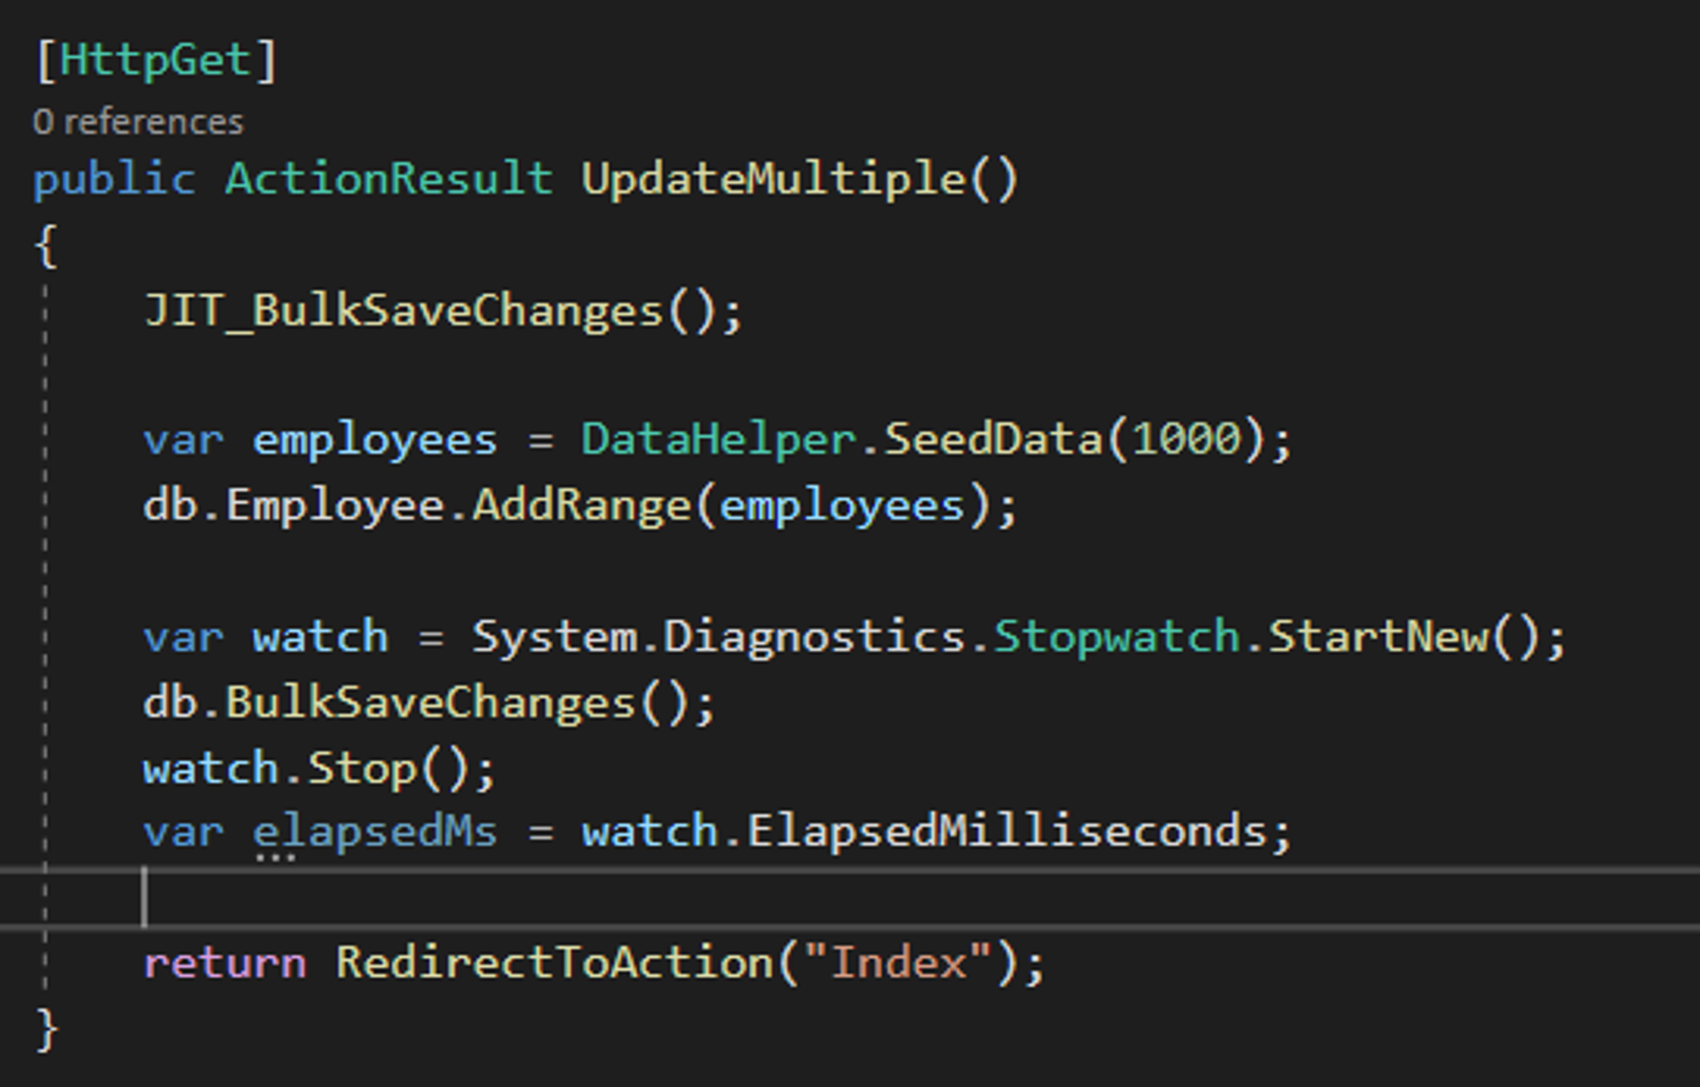 [HttpGet]
0 references
public ActionResult UpdateMultiple()
{
JIT_BulkSaveChanges();
var employees = DataHelper.SeedData(1000);
db.Employee.AddRange(employees);
var watch = System.Diagnostics.Stopwatch.StartNew();
db.BulkSaveChanges();
watch.Stop();
var elapsedMs = watch.ElapsedMilliseconds;
return RedirectToAction("Index");
}